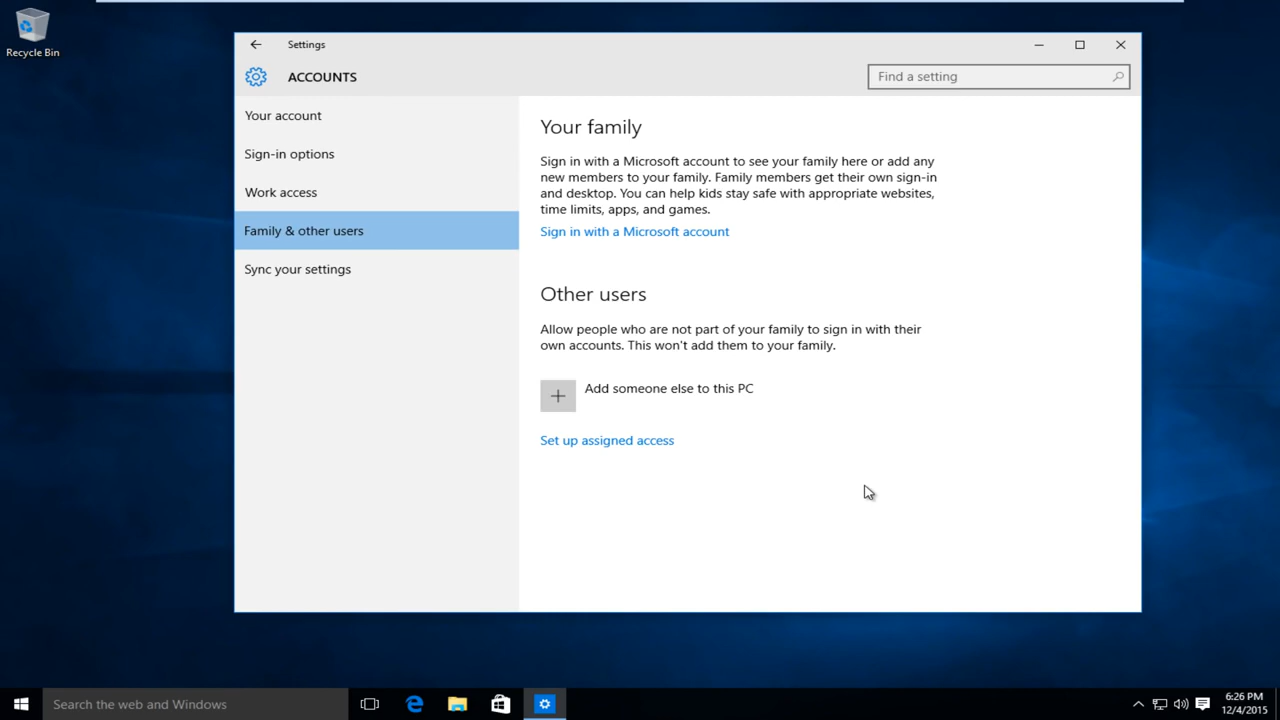 Recycle Bin
Settings
ACCOUNTS
Find a setting
Your account
Sign-in options
Work access
Family & other users
Sync your settings
Your family
Sign in with a Microsoft account to see your family here or add any
new members to your family. Family members get their own sign-in
and desktop. You can help kids stay safe with appropriate websites,
time limits, apps, and games.
Sign in with a Microsoft account
Other users
Allow people who are not part of your family to sign in with their
own accounts. This won't add them to your family.
Add someone else to this PC
Set up assigned access
Search the web and Windows
6:26 PM
12/4/2015